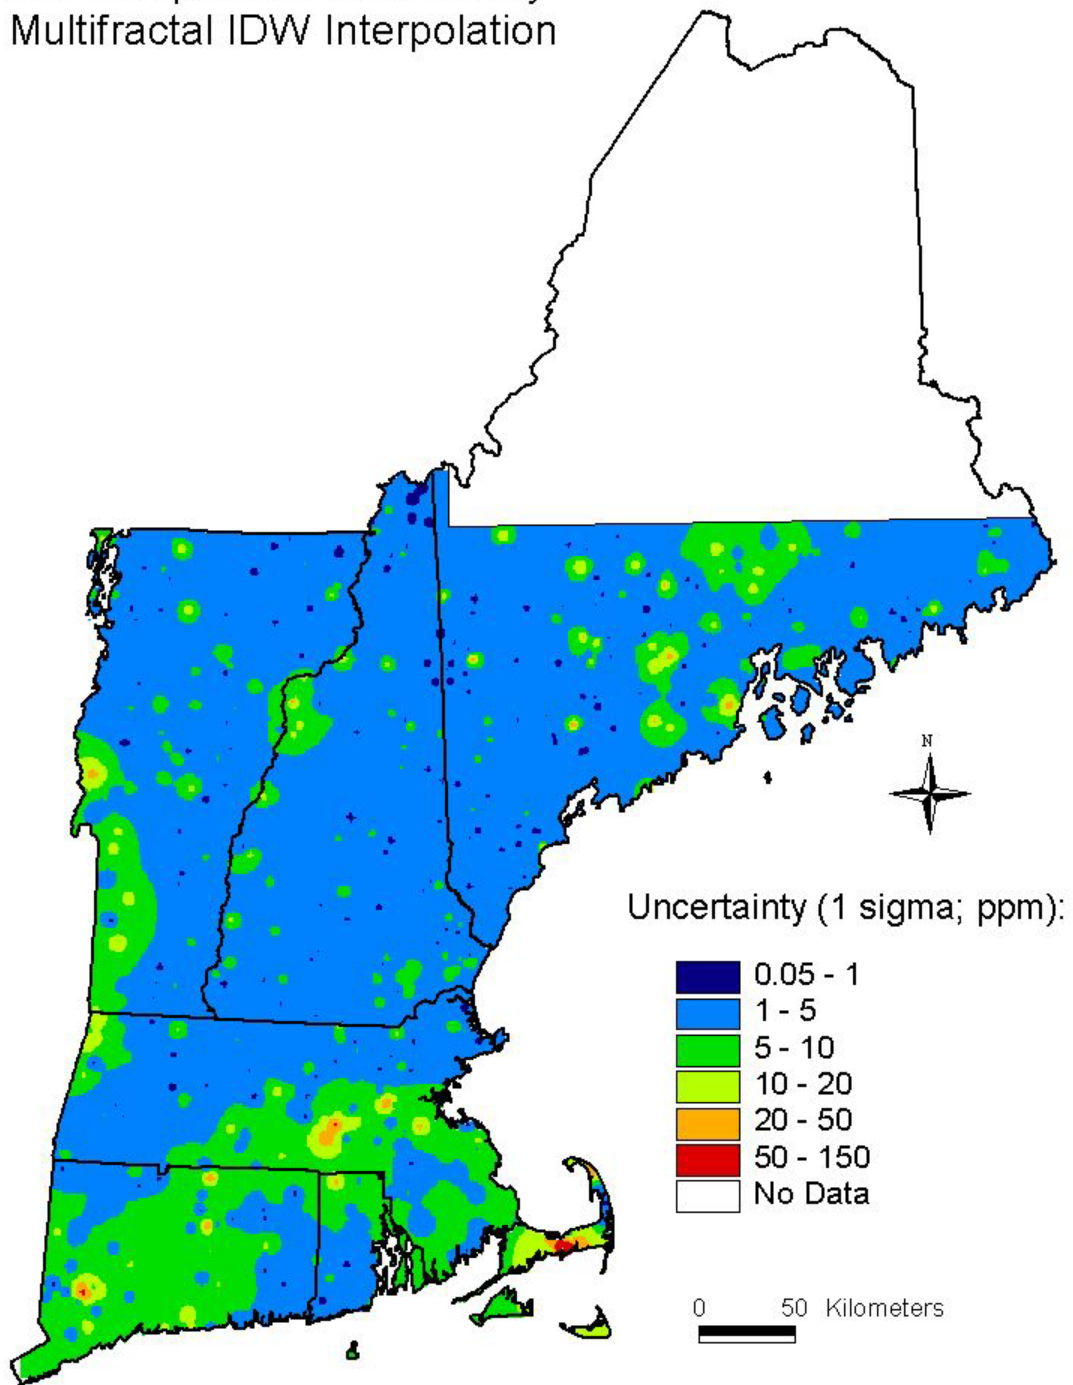 Multifractal IDW Interpolation
N
Uncertainty (1 sigma; ppm):
0.05 - 1
1 - 5
5 - 10
10 - 20
20 - 50
50 - 150
No Data
0 50 Kilometers